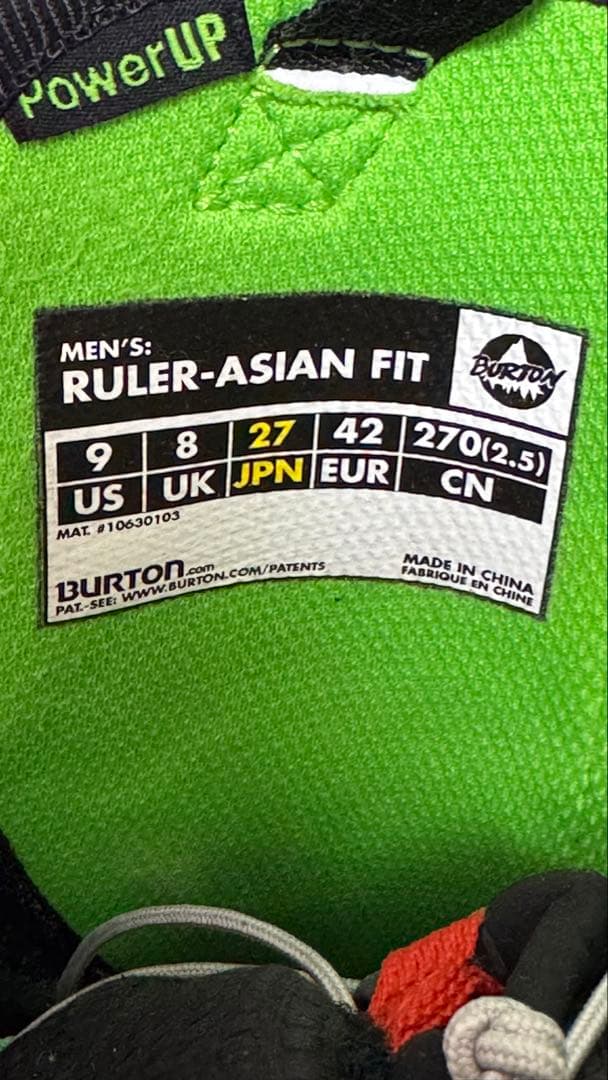 PowerUP
MEN'S:
RULER-ASIAN FIT
BURTON
9 8 27 42 270(2.5)
US UK JPN EUR CN
MAT. #10630103
BURTON.com
PAT.-SEE: WWW.BURTON.COM/PATENTS
MADE IN CHINA
FABRIQUE EN CHINE